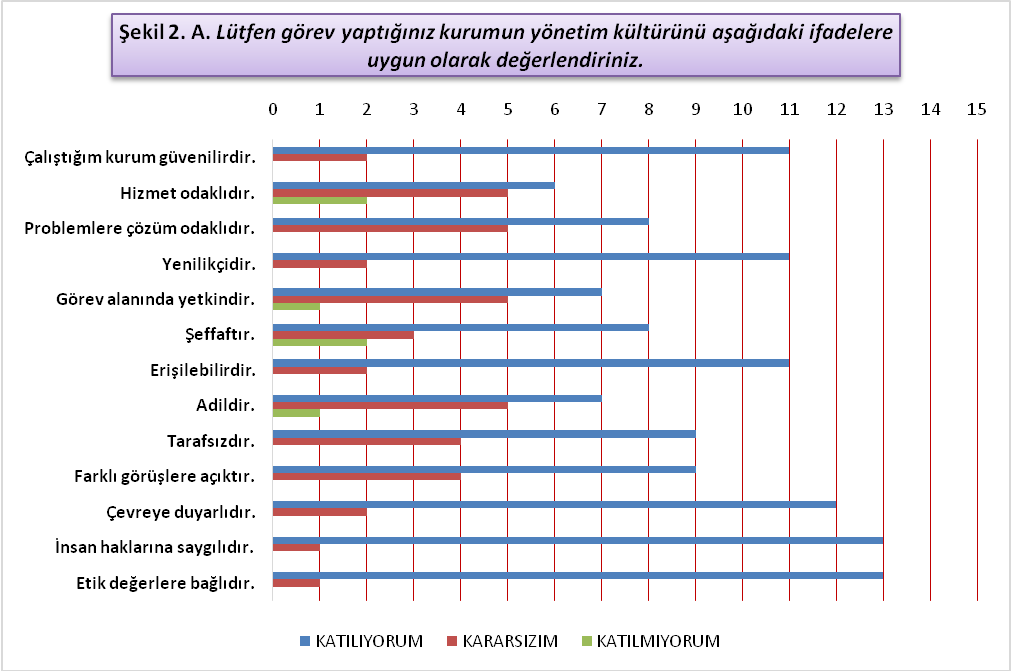 Şekil 2. A. Lütfen görev yaptığınız kurumun yönetim kültürünü aşağıdaki ifadelere
uygun olarak değerlendiriniz.
0 1 2 3 4 5 6 7 8 9 10 11 12 13 14 15
Çalıştığım kurum güvenilirdir.
Hizmet odaklıdır.
Problemlere çözüm odaklıdır.
Yenilikçidir.
Görev alanında yetkindir.
Şeffaftır.
Erişilebilirdir.
Adildir.
Tarafsızdır.
Farklı görüşlere açıktır.
Çevreye duyarlıdır.
İnsan haklarına saygılıdır.
Etik değerlere bağlıdır.
KATILIYORUM KARARSIZIM KATILMIYORUM